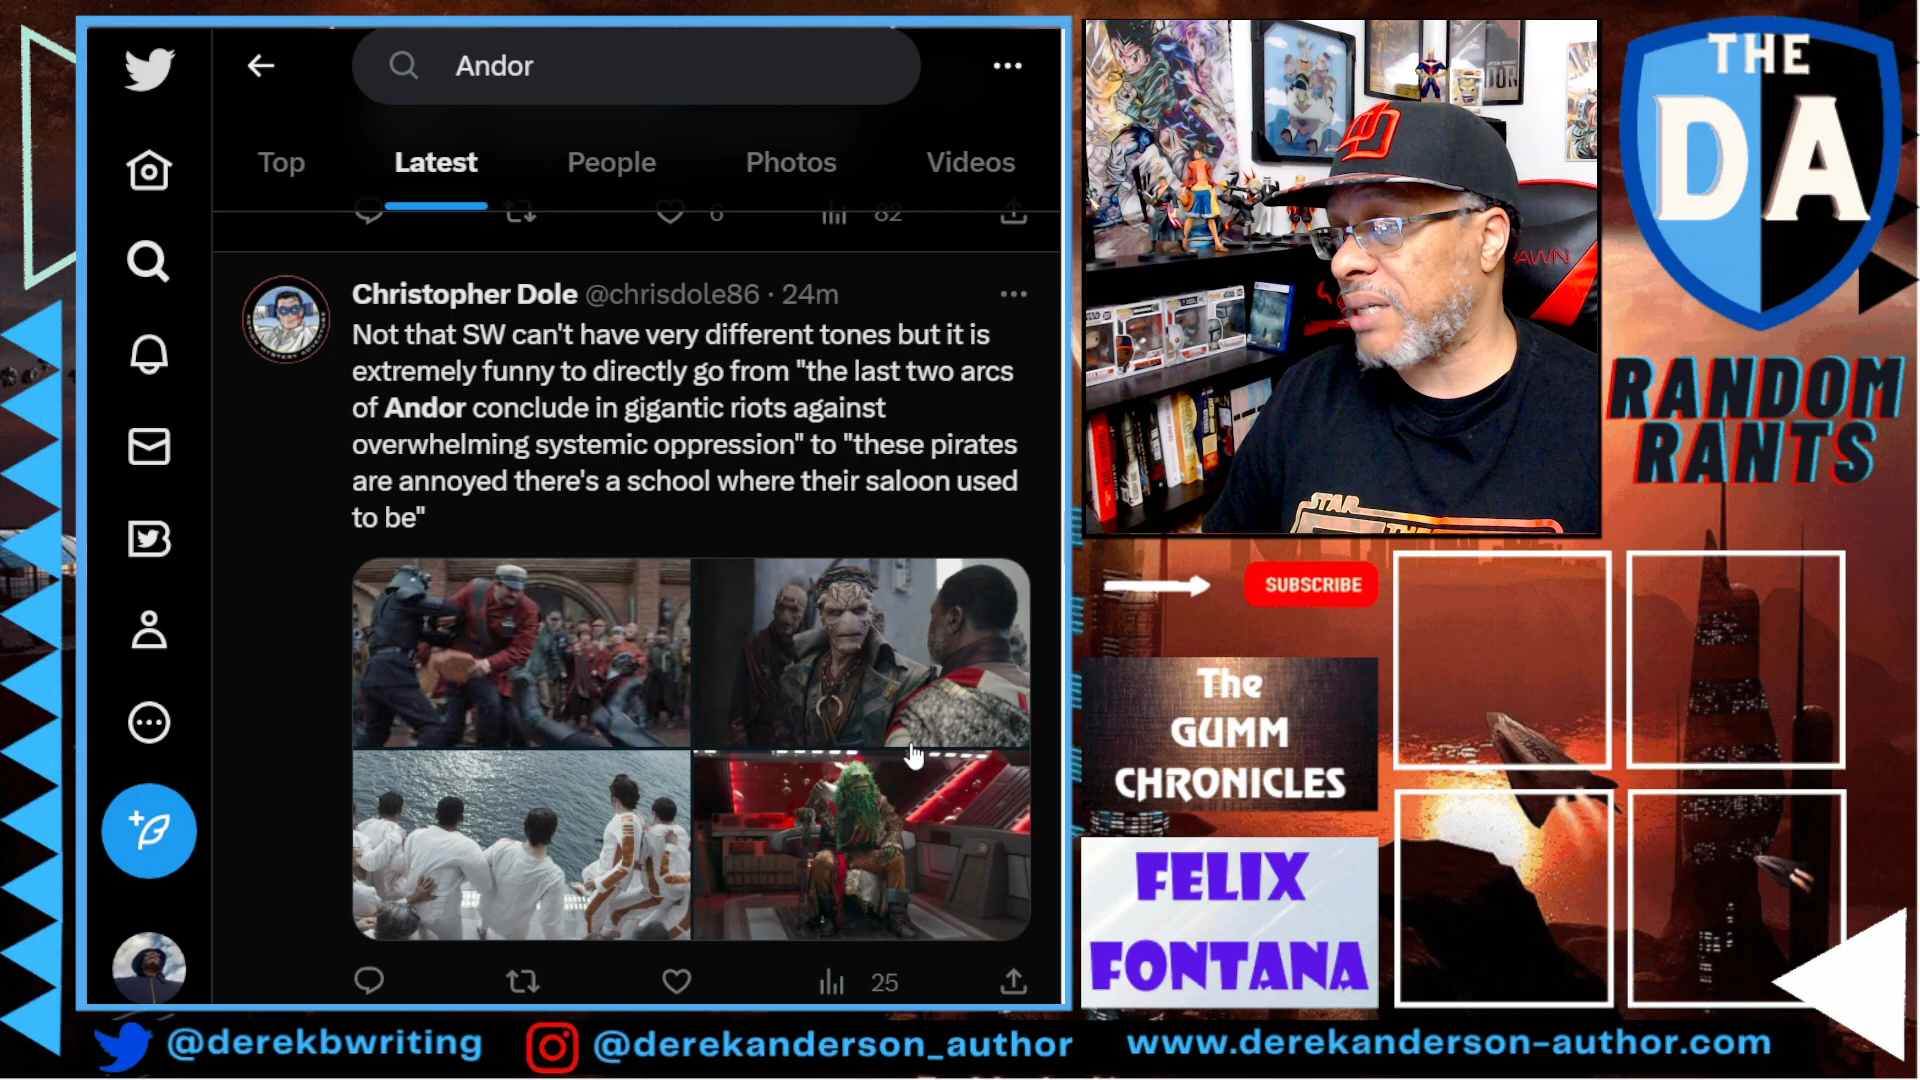 Andor
Top
Latest
People
Photos
Videos
6
82
Christopher Dole @chrisdole86 · 24m
Not that SW can't have very different tones but it is
extremely funny to directly go from "the last two arcs
of Andor conclude in gigantic riots against
overwhelming systemic oppression" to "these pirates
are annoyed there's a school where their saloon used
to be"
25
STAR
THE
DA
RANDOM
RANTS
SUBSCRIBE
The
GUMM
CHRONICLES
FELIX
FONTANA
@derekbwriting
@derekanderson_author
www.derekanderson-author.com